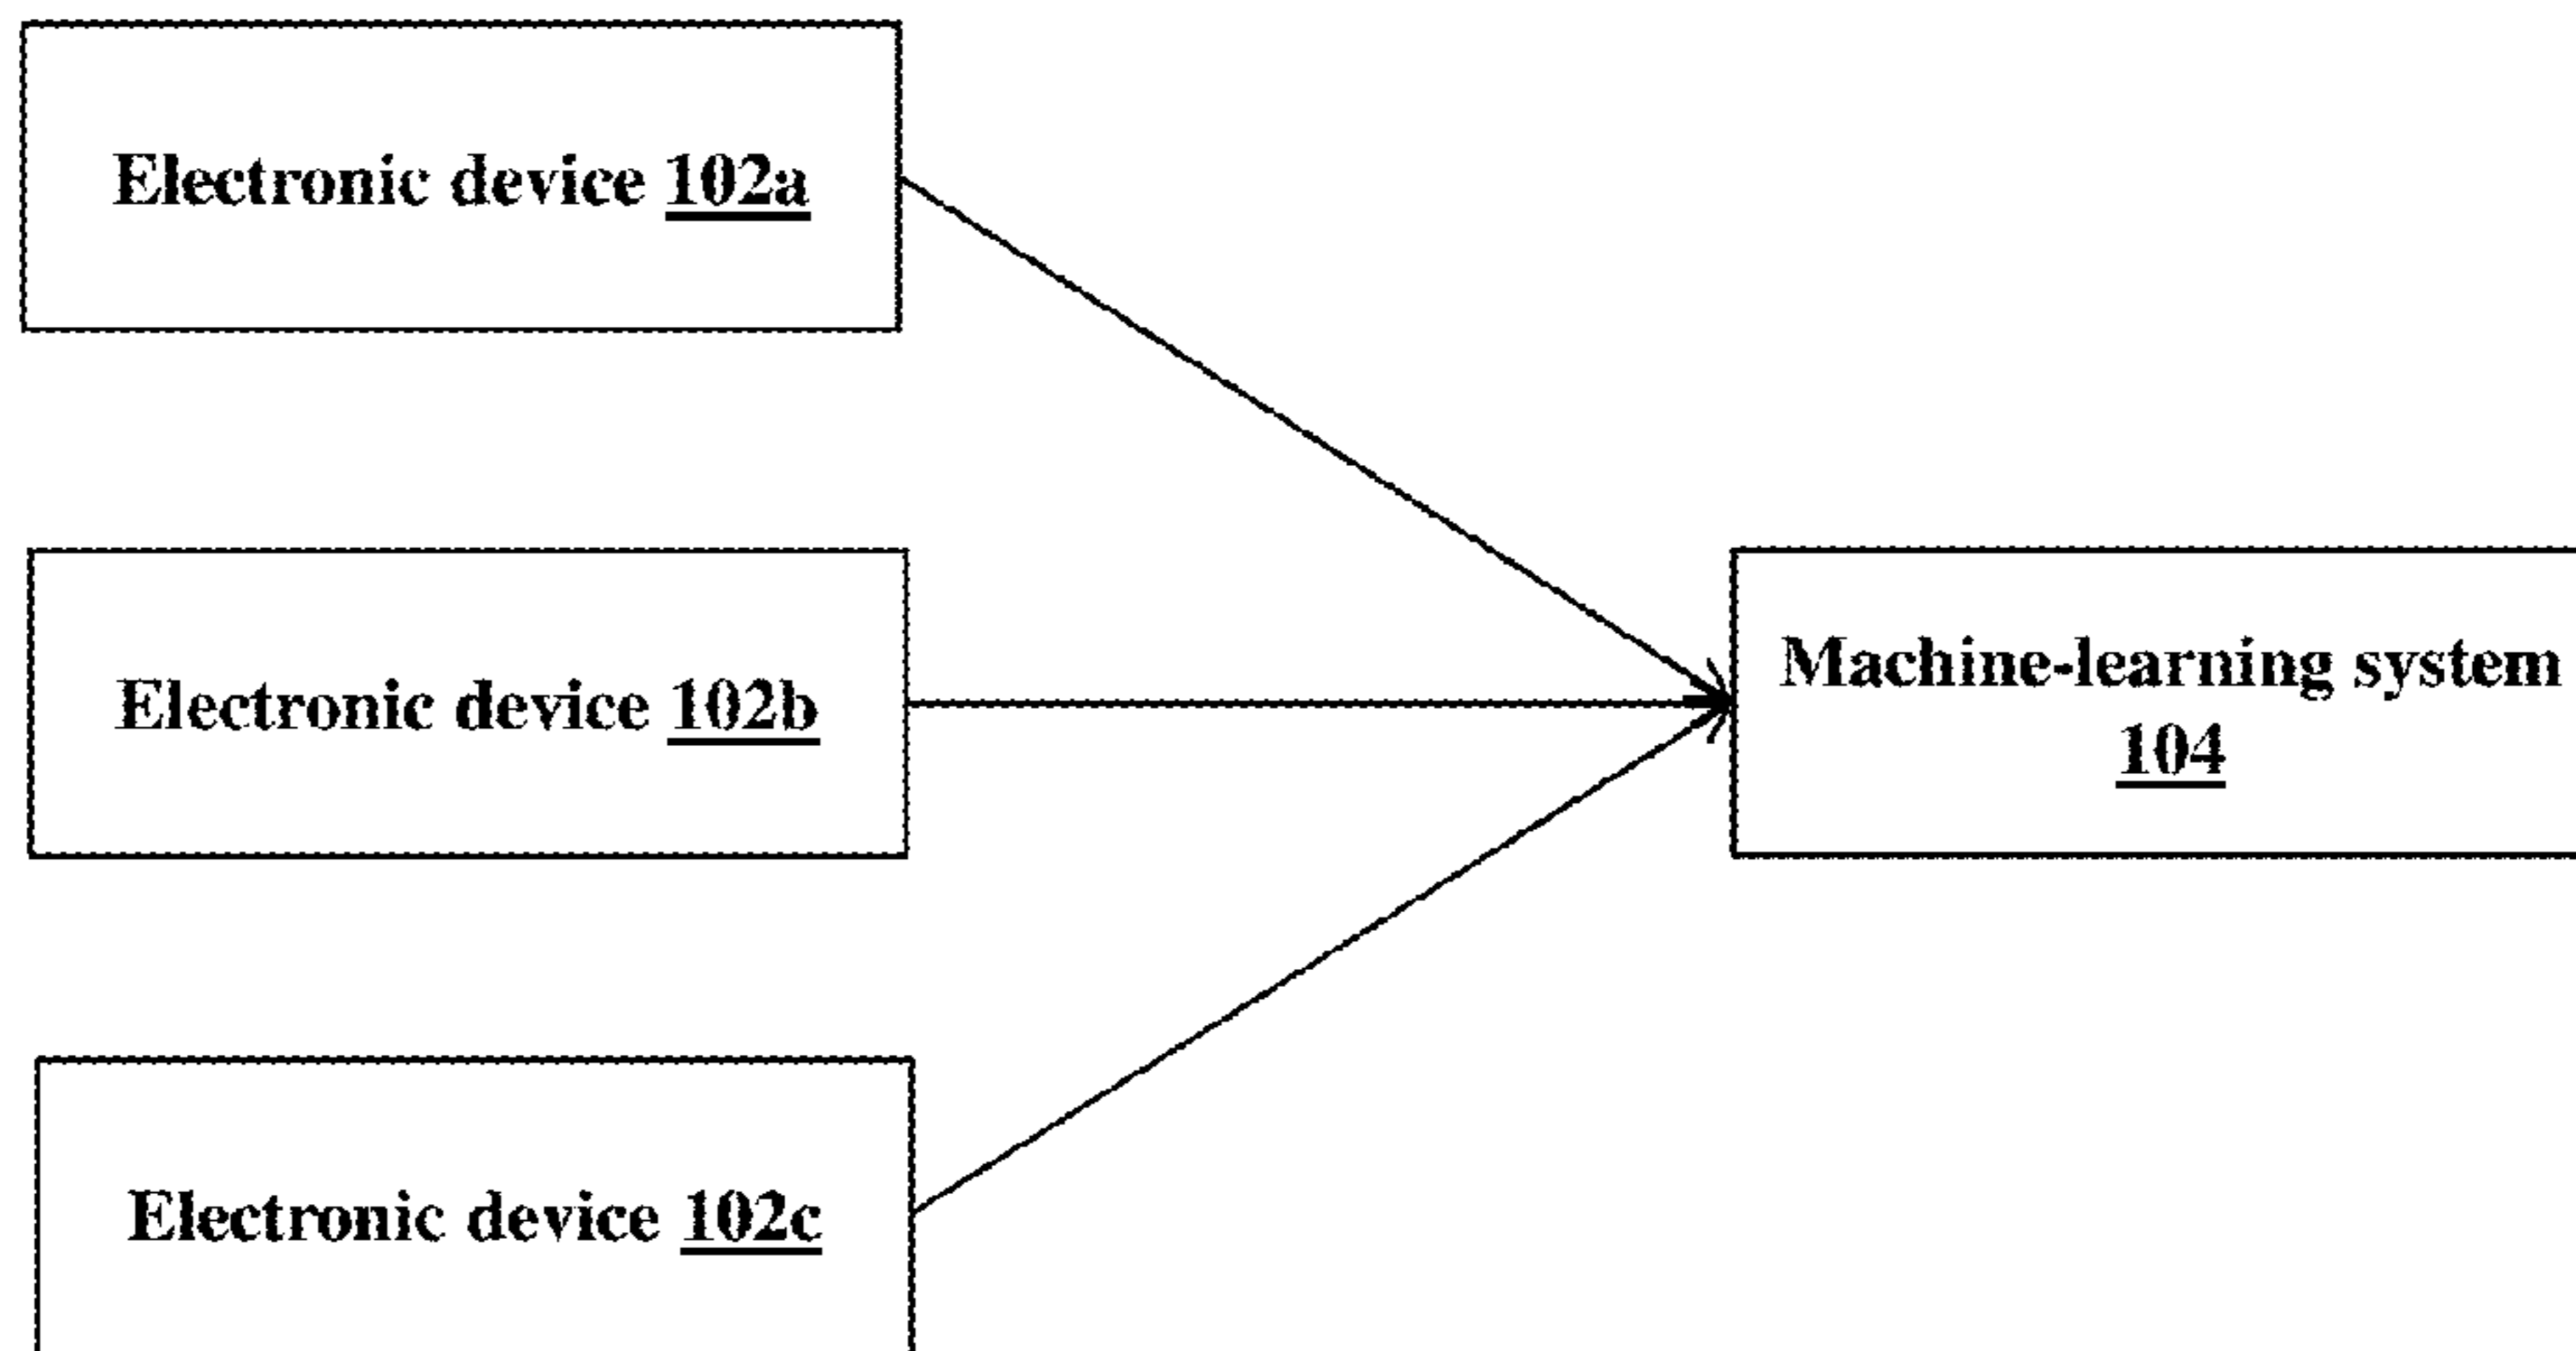 Electronic device 102a
Electronic device 102b
Machine-learning system
104
Electronic device 102c